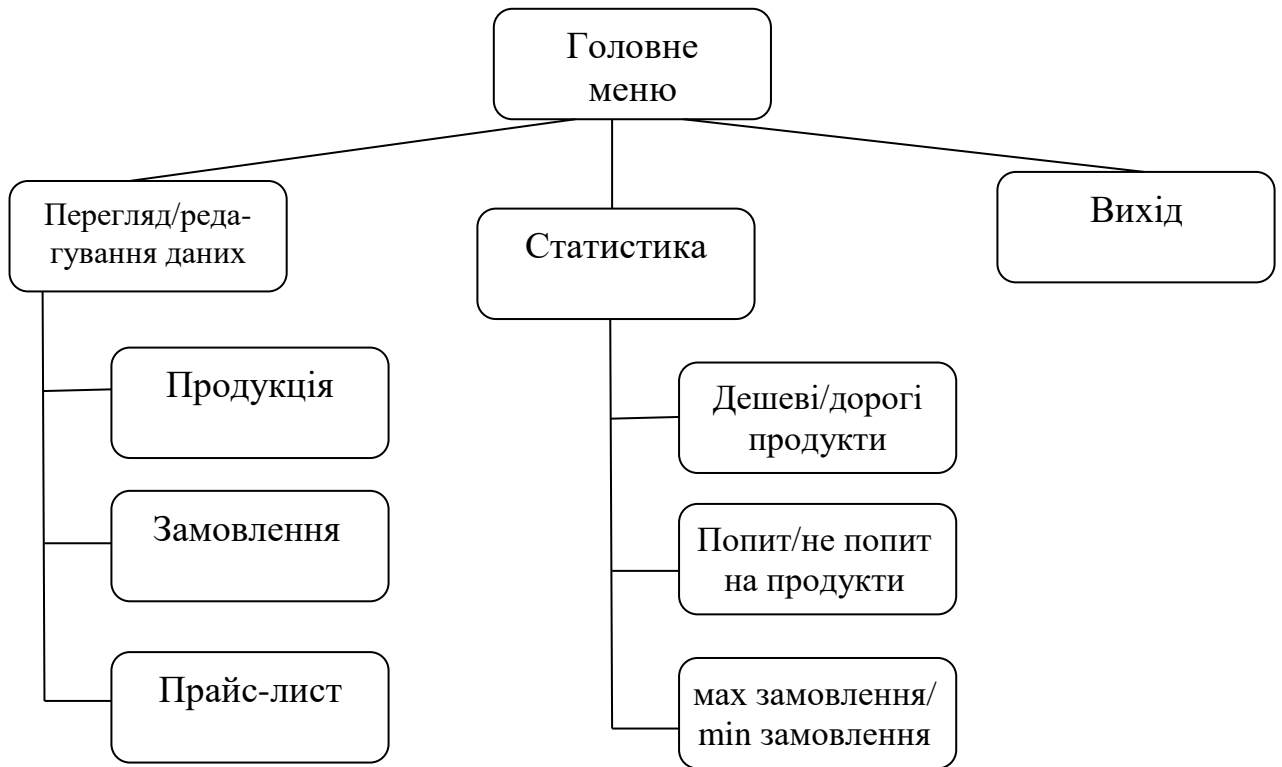 Головне
меню
Перегляд/реда-
гування даних
Статистика
Вихід
Продукція
Замовлення
Прайс-лист
Дешеві/дорогі
продукти
Попит/не попит
на продукти
мах замовлення/
min замовлення